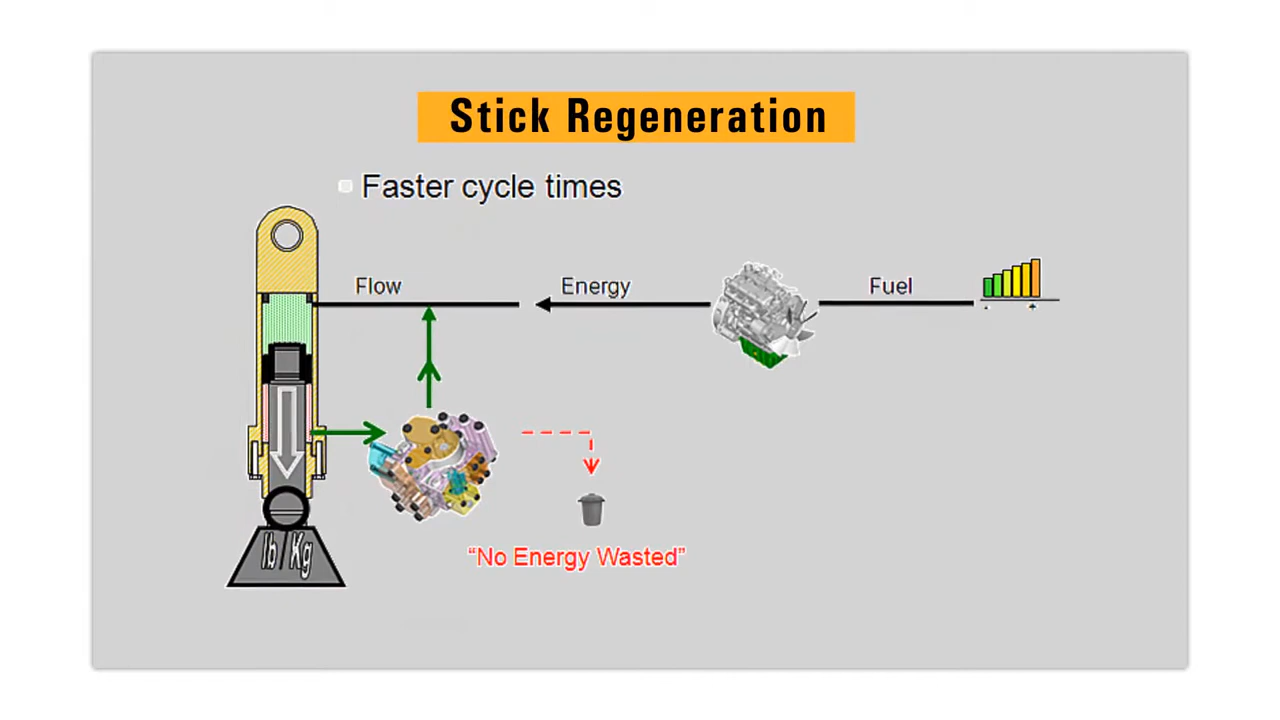 Stick Regeneration
Faster cycle times
Flow
Energy
Fuel
- +
lb/Kg
“No Energy Wasted”